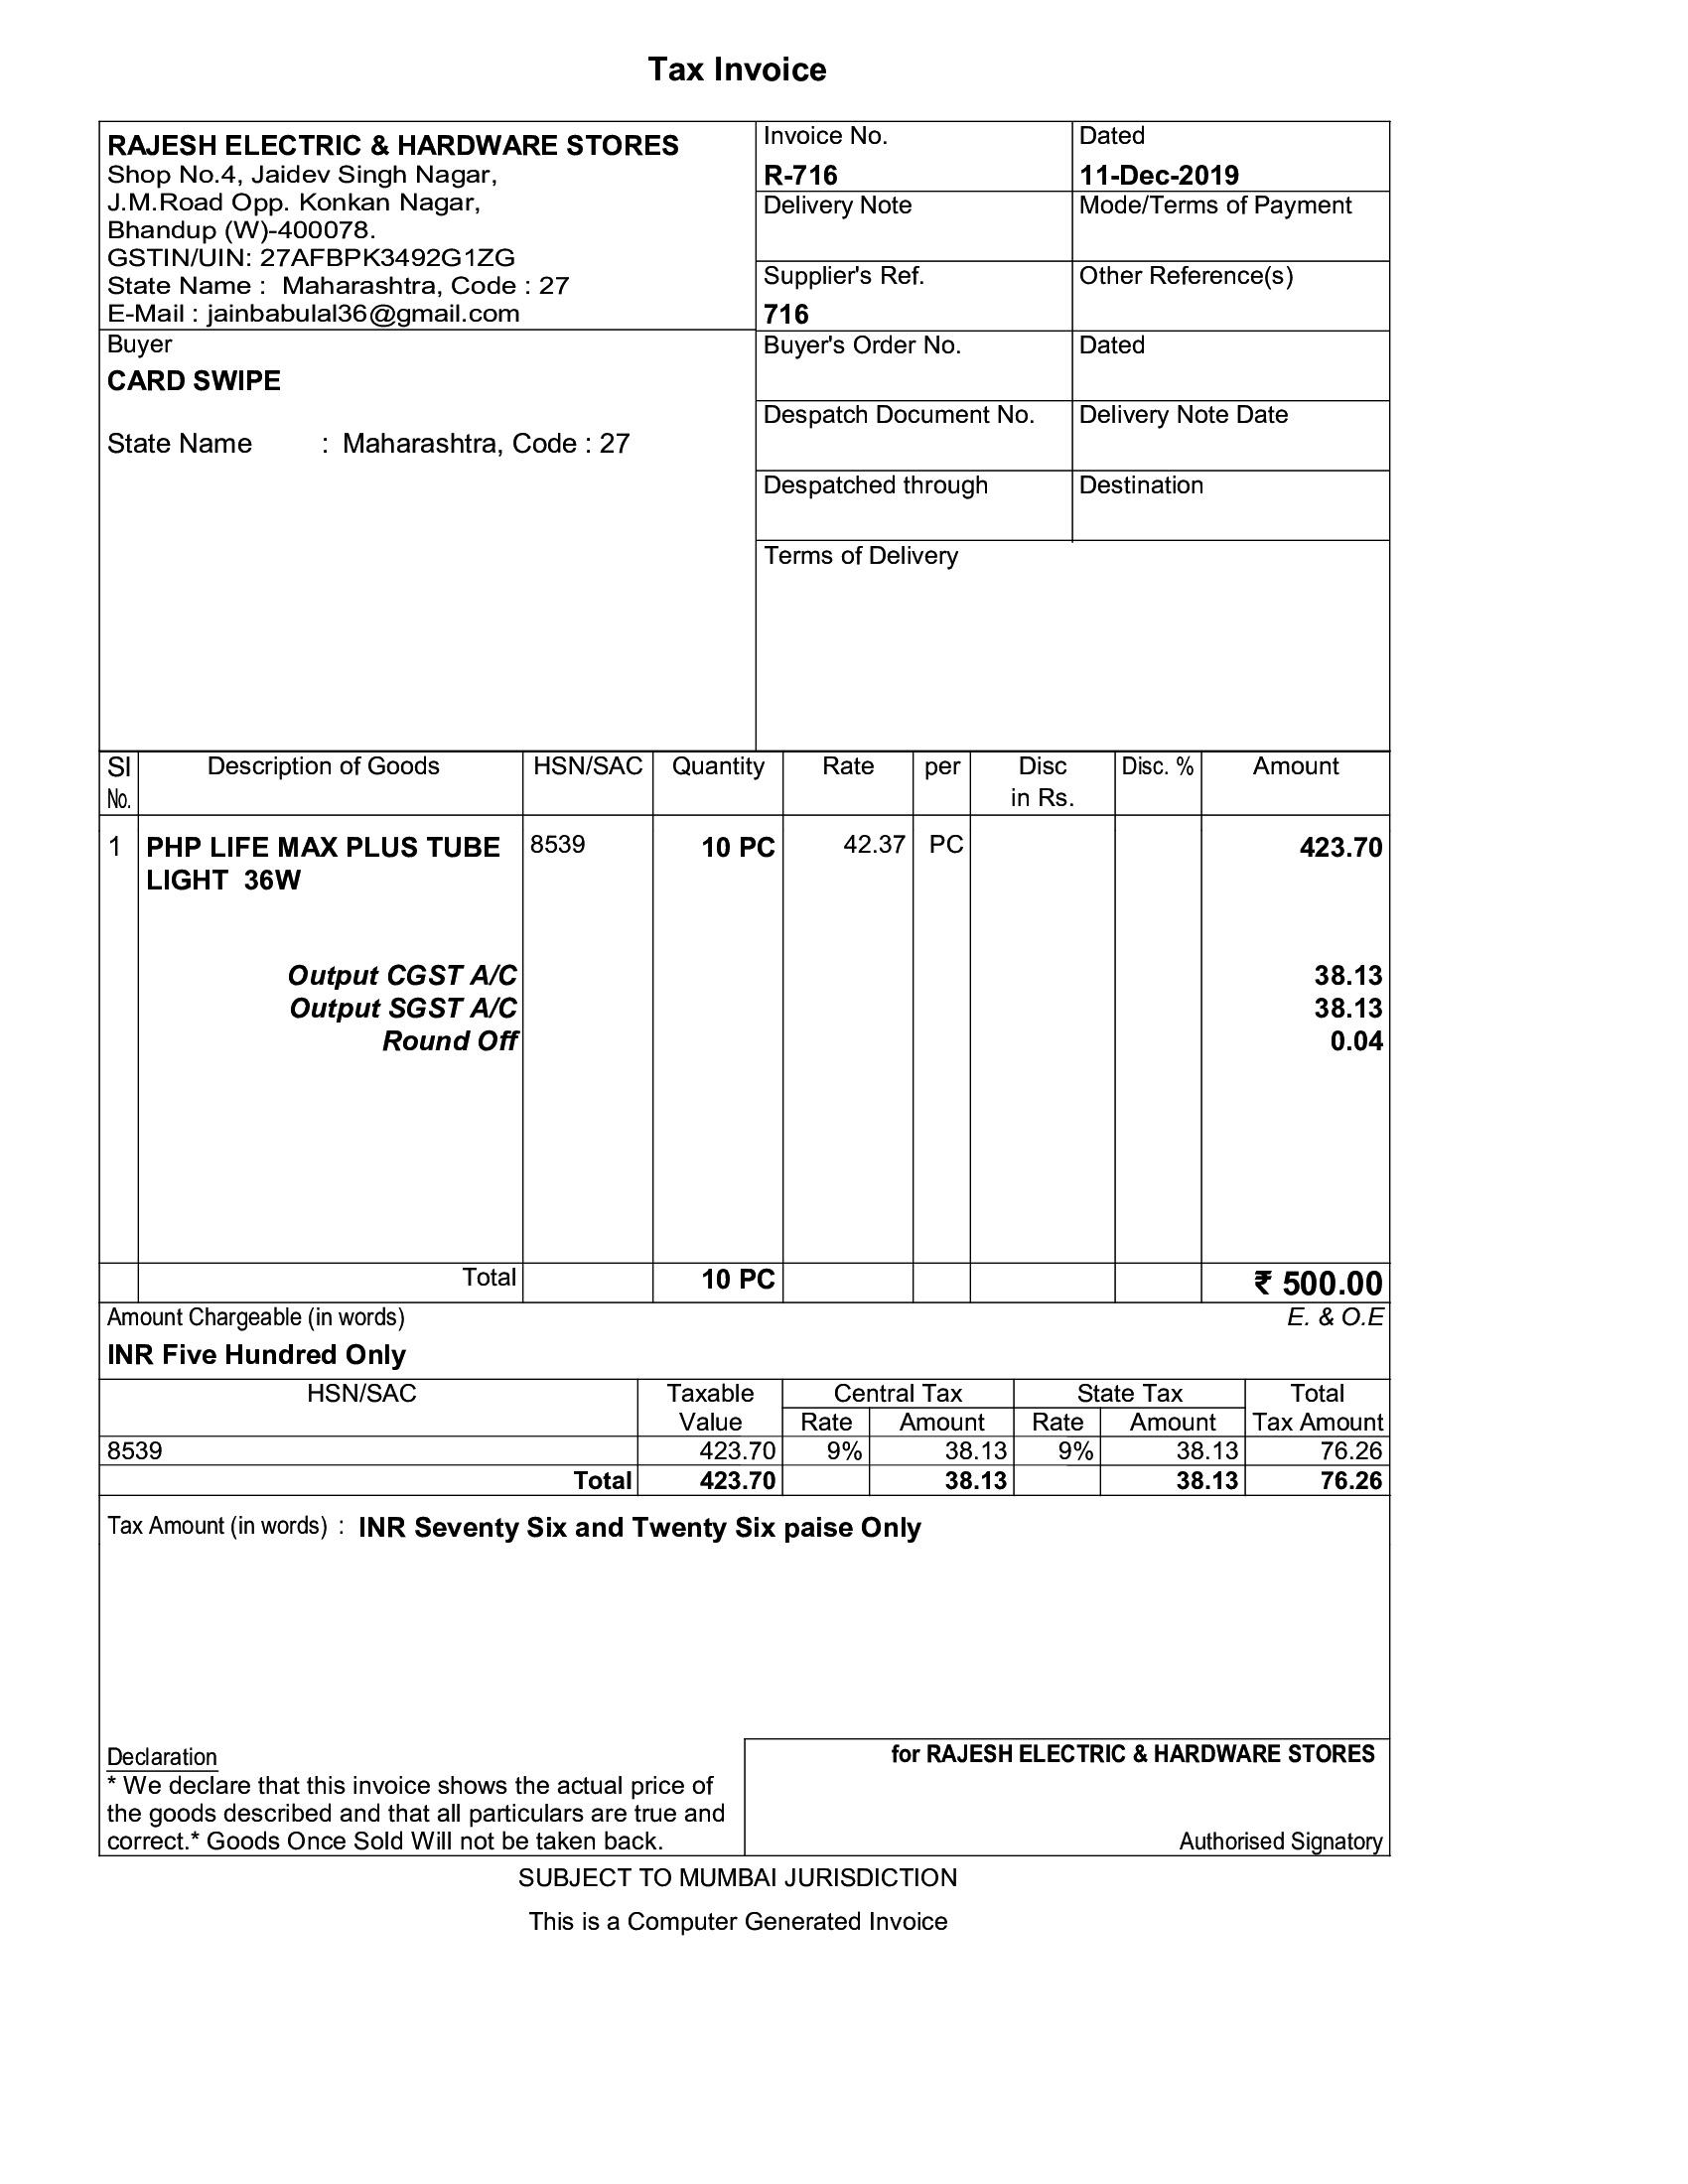 Tax Invoice
RAJESH ELECTRIC & HARDWARE STORES
Shop No.4, Jaidev Singh Nagar,
J.M.Road Opp. Konkan Nagar,
Bhandup (W)-400078.
GSTIN/UIN: 27AFBPK3492G1ZG
State Name : Maharashtra, Code : 27
E-Mail : jainbabulal36@gmail.com
Invoice No. Dated
R-716 11-Dec-2019
Delivery Note Mode/Terms of Payment
Supplier's Ref. Other Reference(s)
716
Buyer
CARD SWIPE
State Name : Maharashtra, Code : 27
Buyer's Order No. Dated
Despatch Document No. Delivery Note Date
Despatched through Destination
Terms of Delivery
Sl Description of Goods HSN/SAC Quantity Rate per Disc Disc. % Amount
No. in Rs.
1 PHP LIFE MAX PLUS TUBE 8539 10 PC 42.37 PC 423.70
LIGHT 36W
Output CGST A/C 38.13
Output SGST A/C 38.13
Round Off 0.04
Total 10 PC ₹ 500.00
Amount Chargeable (in words) E. & O.E
INR Five Hundred Only
HSN/SAC Taxable Central Tax State Tax Total
Value Rate Amount Rate Amount Tax Amount
8539 423.70 9% 38.13 9% 38.13 76.26
Total 423.70 38.13 38.13 76.26
Tax Amount (in words) : INR Seventy Six and Twenty Six paise Only
Declaration
* We declare that this invoice shows the actual price of
the goods described and that all particulars are true and
correct.* Goods Once Sold Will not be taken back.
for RAJESH ELECTRIC & HARDWARE STORES
Authorised Signatory
SUBJECT TO MUMBAI JURISDICTION
This is a Computer Generated Invoice